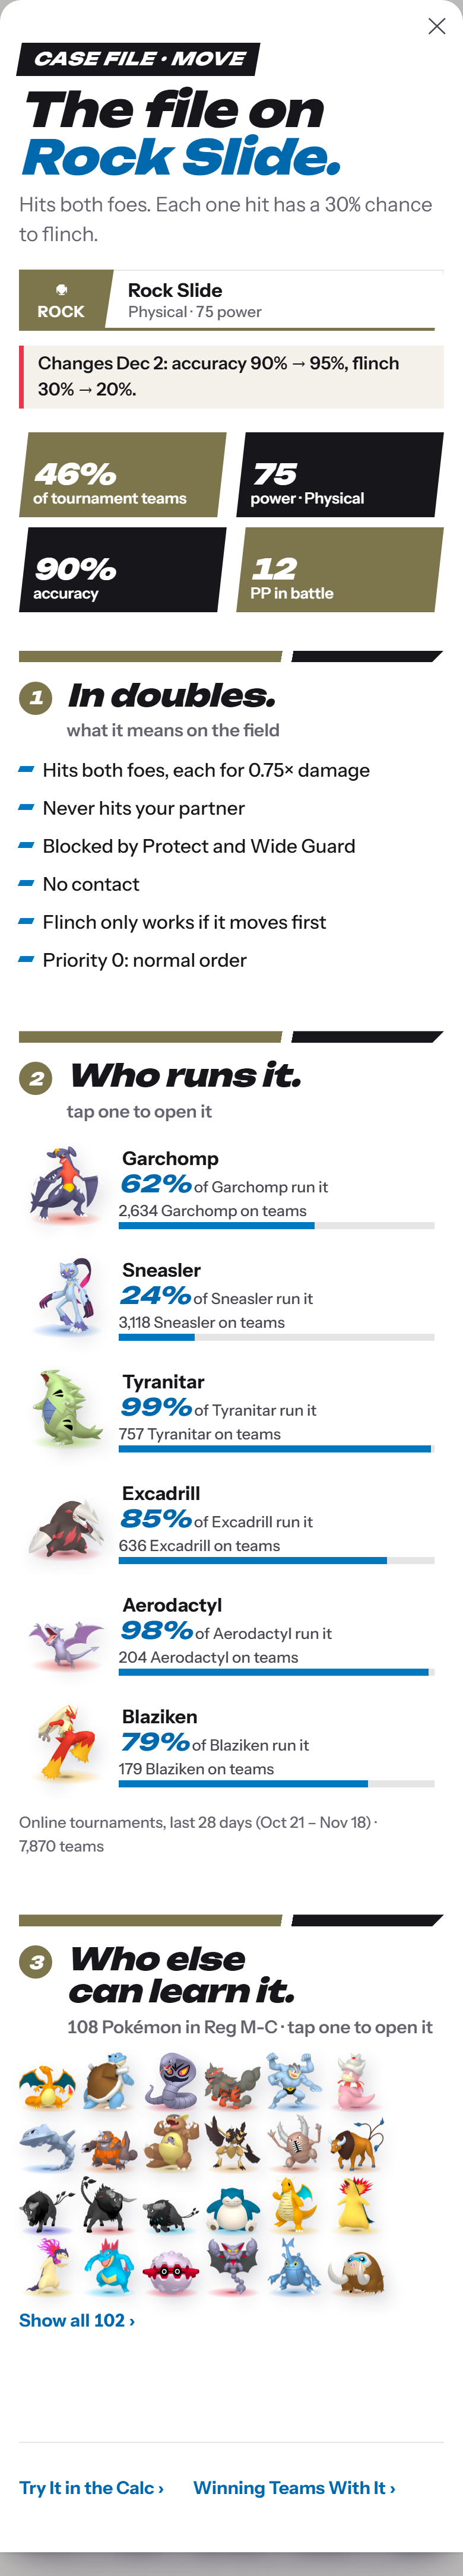 CASE FILE · MOVE
The file on
Rock Slide.
Hits both foes. Each one hit has a 30% chance
to flinch.
ROCK
Rock Slide
Physical · 75 power
Changes Dec 2: accuracy 90% → 95%, flinch
30% → 20%.
46%
of tournament teams
75
power · Physical
90%
accuracy
12
PP in battle
1
In doubles.
what it means on the field
Hits both foes, each for 0.75× damage
Never hits your partner
Blocked by Protect and Wide Guard
No contact
Flinch only works if it moves first
Priority 0: normal order
2
Who runs it.
tap one to open it
Garchomp
62% of Garchomp run it
2,634 Garchomp on teams
Sneasler
24% of Sneasler run it
3,118 Sneasler on teams
Tyranitar
99% of Tyranitar run it
757 Tyranitar on teams
Excadrill
85% of Excadrill run it
636 Excadrill on teams
Aerodactyl
98% of Aerodactyl run it
204 Aerodactyl on teams
Blaziken
79% of Blaziken run it
179 Blaziken on teams
Online tournaments, last 28 days (Oct 21 – Nov 18) ·
7,870 teams
3
Who else
can learn it.
108 Pokémon in Reg M-C · tap one to open it
Show all 102 ›
Try It in the Calc ›
Winning Teams With It ›